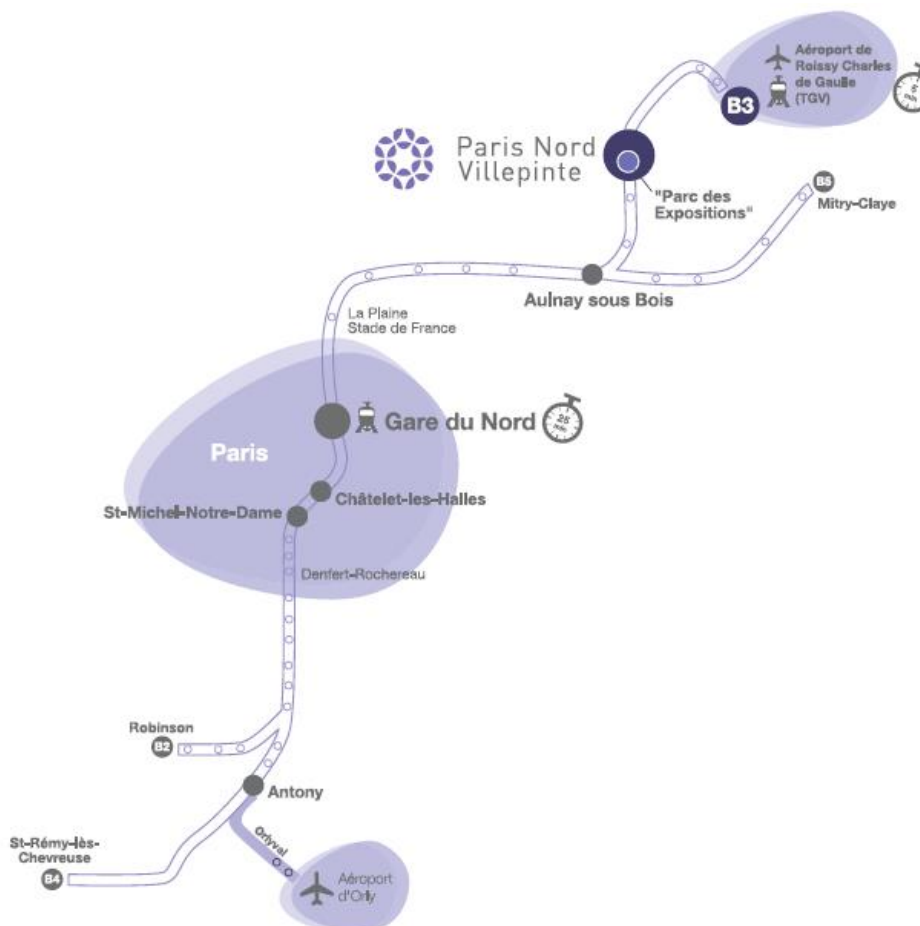 Aéroport de
Roissy Charles
de Gaulle
(TGV)
B3
Paris Nord
Villepinte
"Parc des
Expositions"
B5
Mitry-Claye
Aulnay sous Bois
La Plaine
Stade de France
Gare du Nord
25
min
Paris
Châtelet-les-Halles
St-Michel-Notre-Dame
Denfert-Rochereau
Robinson
B2
Antony
St-Rémy-lès-
Chevreuse
B4
Orlyval
Aéroport
d'Orly